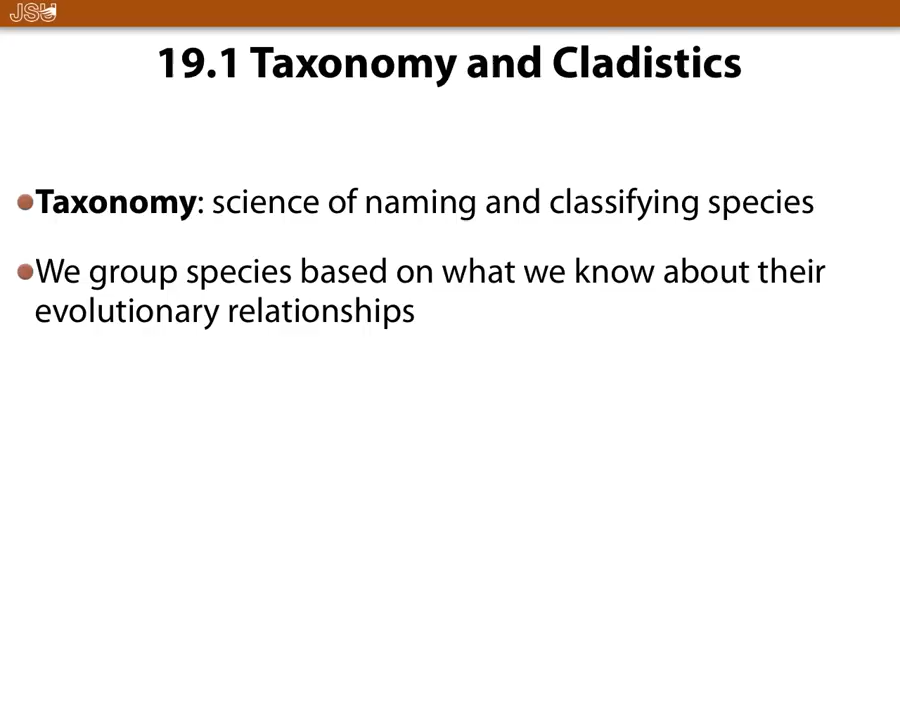 JSU
19.1 Taxonomy and Cladistics
Taxonomy: science of naming and classifying species
We group species based on what we know about their
evolutionary relationships